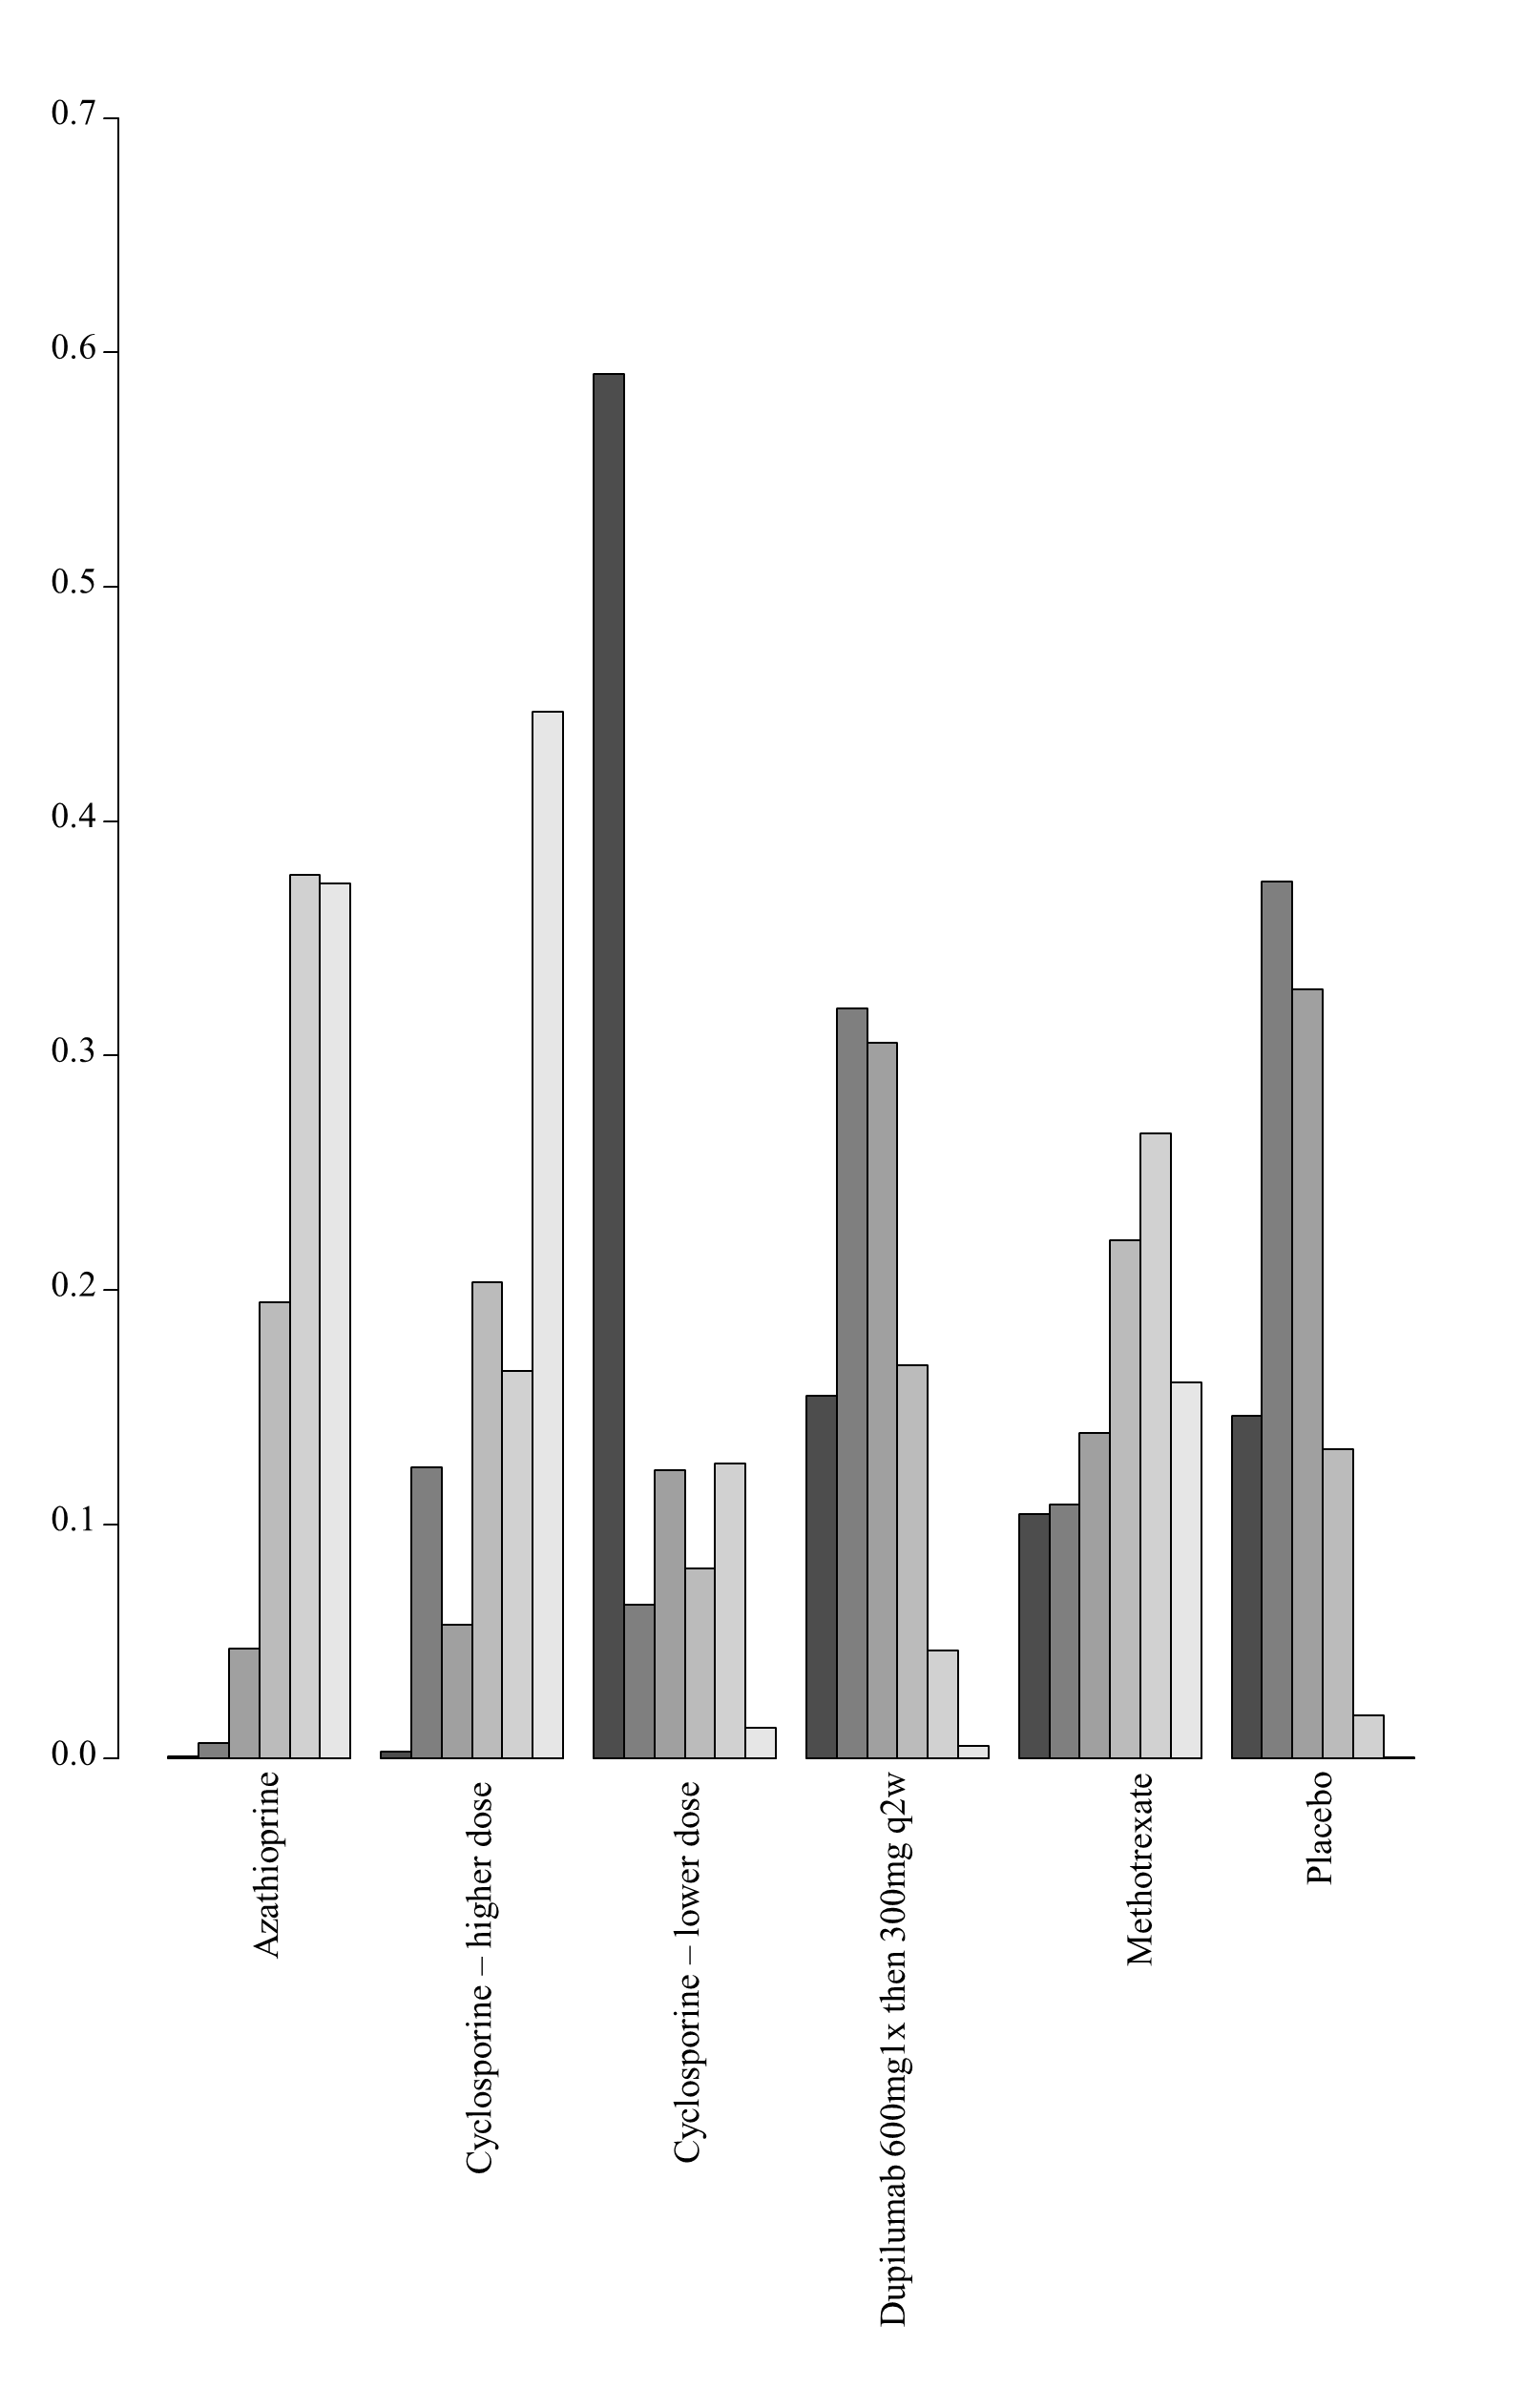 0.7
0.6
0.5
0.4
0.3
0.2
0.1
0.0
Azathioprine
Cyclosporine – higher dose
Cyclosporine – lower dose
Dupilumab 600mg1x then 300mg q2w
Methotrexate
Placebo